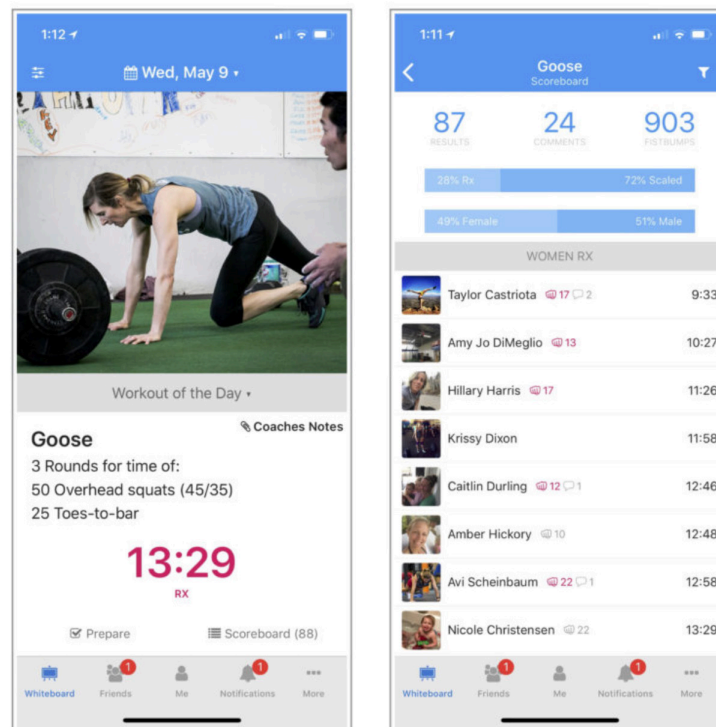 1:12
Wed, May 9
Workout of the Day
Coaches Notes
Goose
3 Rounds for time of:
50 Overhead squats (45/35)
25 Toes-to-bar
13:29
RX
Prepare
Scoreboard (88)
1
1
Whiteboard
Friends
Me
Notifications
More
1:11
Goose
Scoreboard
87
24
903
RESULTS
COMMENTS
FISTBUMPS
28% Rx
72% Scaled
49% Female
51% Male
WOMEN RX
Taylor Castriota 17 2 9:33
Amy Jo DiMeglio 13 10:27
Hillary Harris 17 11:26
Krissy Dixon 11:58
Caitlin Durling 12 1 12:46
Amber Hickory 10 12:48
Avi Scheinbaum 22 1 12:58
Nicole Christensen 22 13:29
1
1
Whiteboard
Friends
Me
Notifications
More